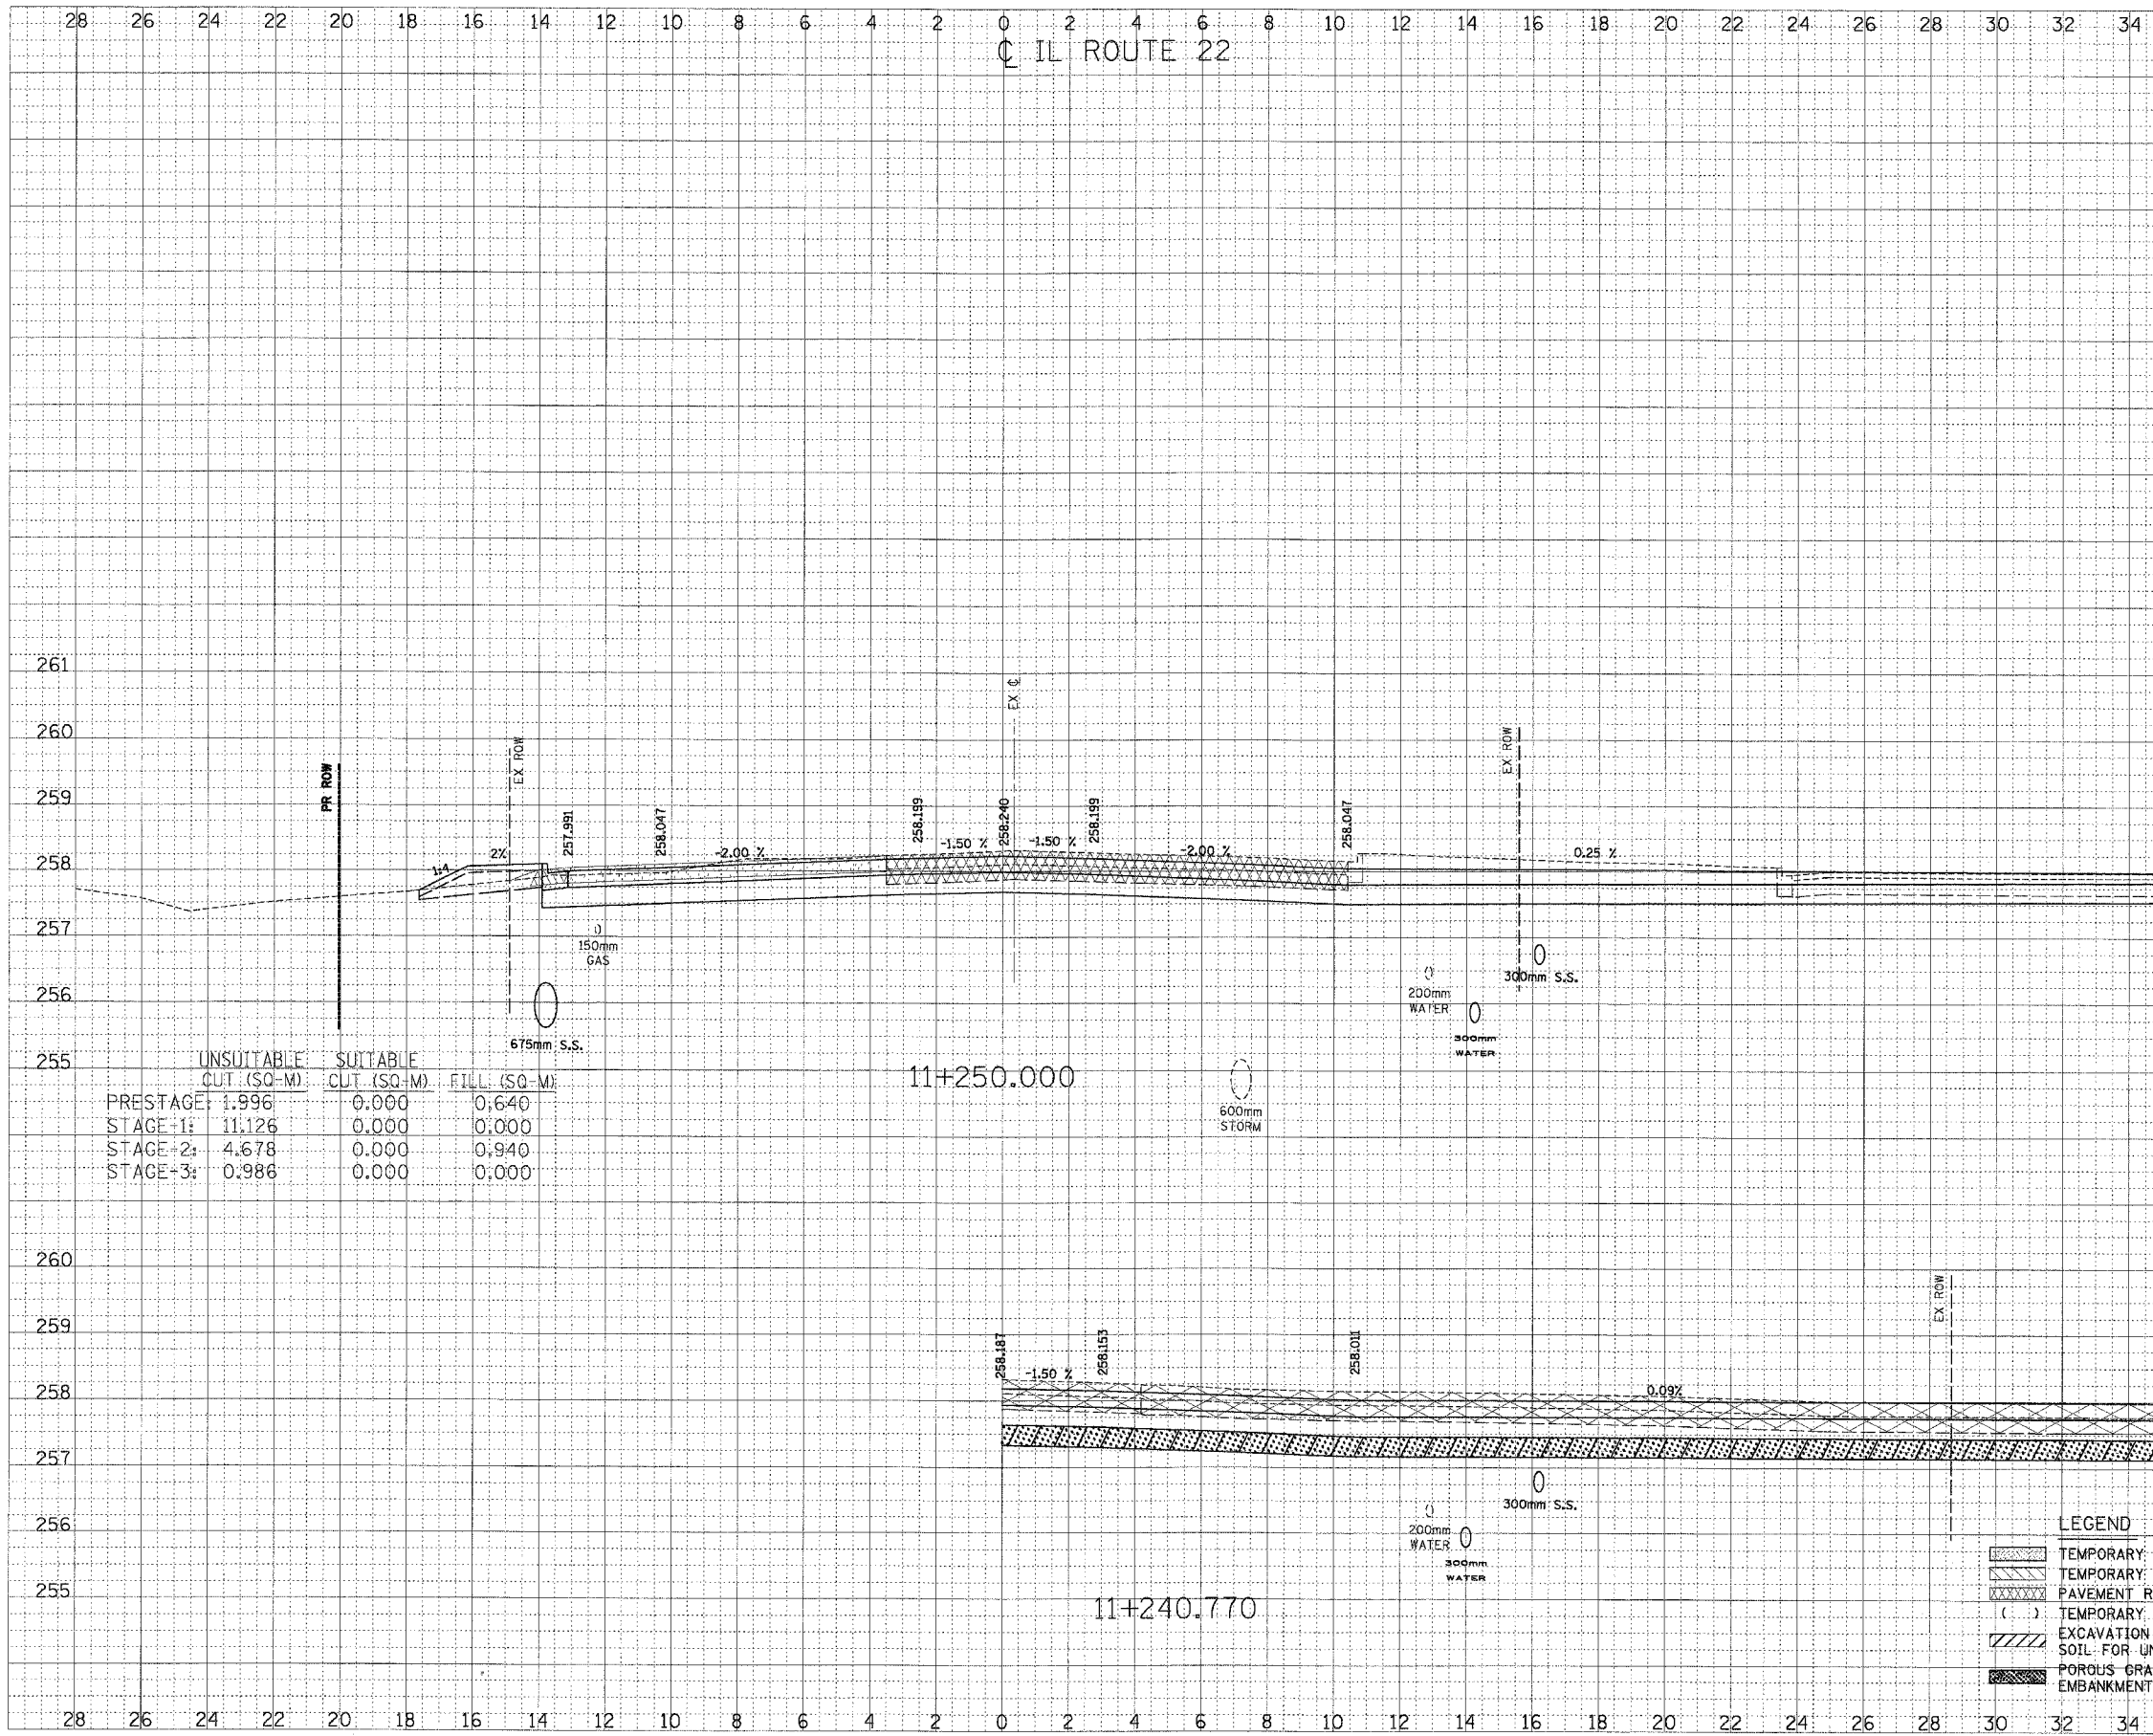 28 26 24 22 20 18 16 14 12 10 8 6 4 2 0 2 4 6 8 10 12 14 16 18 20 22 24 26 28 30 32 34
℄ IL ROUTE 22
261
260
259
258
257
256
255
PR ROW
EX ROW
EX ℄
EX ROW
1:4
2%
257.991
258.047
-2.00 %
258.199
-1.50 %
258.240
-1.50 %
258.199
-2.00 %
258.047
0.25 %
150mm
GAS
675mm S.S.
300mm S.S.
200mm
WATER
300mm
WATER
600mm
STORM
11+250.000
UNSUITABLE SUITABLE
CUT (SQ-M) CUT (SQ-M) FILL (SQ-M)
PRESTAGE: 1.996 0.000 0.640
STAGE-1: 11.126 0.000 0.000
STAGE-2: 4.678 0.000 0.940
STAGE-3: 0.986 0.000 0.000
260
259
258
257
256
255
EX ROW
258.187
-1.50 %
258.153
258.011
0.09%
300mm S.S.
200mm
WATER
300mm
WATER
11+240.770
LEGEND
TEMPORARY
TEMPORARY
PAVEMENT R
( ) TEMPORARY
EXCAVATION
SOIL FOR UN
POROUS GRA
EMBANKMENT
28 26 24 22 20 18 16 14 12 10 8 6 4 2 0 2 4 6 8 10 12 14 16 18 20 22 24 26 28 30 32 34